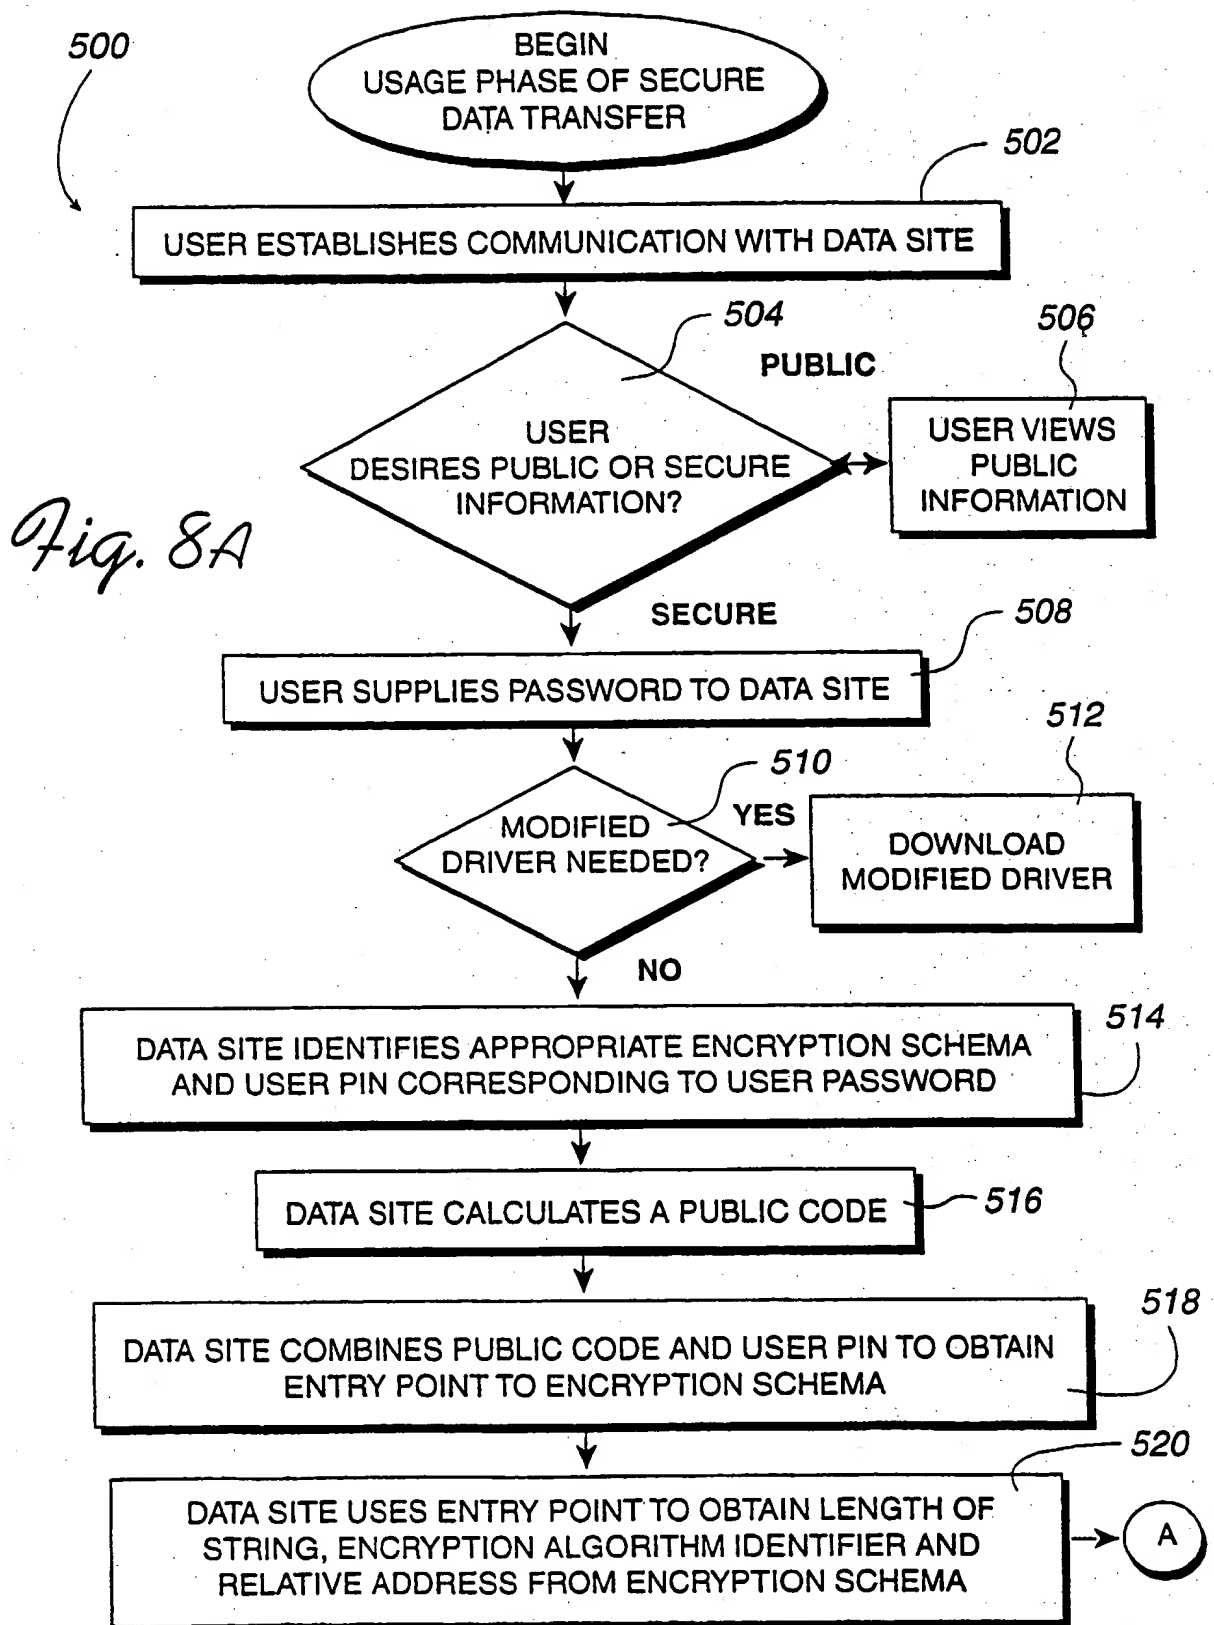 500
BEGIN
USAGE PHASE OF SECURE
DATA TRANSFER
502
USER ESTABLISHES COMMUNICATION WITH DATA SITE
504
PUBLIC
506
USER
DESIRES PUBLIC OR SECURE
INFORMATION?
USER VIEWS
PUBLIC
INFORMATION
Fig. 8A
SECURE
508
USER SUPPLIES PASSWORD TO DATA SITE
510
512
MODIFIED
DRIVER NEEDED?
YES
DOWNLOAD
MODIFIED DRIVER
NO
514
DATA SITE IDENTIFIES APPROPRIATE ENCRYPTION SCHEMA
AND USER PIN CORRESPONDING TO USER PASSWORD
DATA SITE CALCULATES A PUBLIC CODE
516
518
DATA SITE COMBINES PUBLIC CODE AND USER PIN TO OBTAIN
ENTRY POINT TO ENCRYPTION SCHEMA
520
DATA SITE USES ENTRY POINT TO OBTAIN LENGTH OF
STRING, ENCRYPTION ALGORITHM IDENTIFIER AND
RELATIVE ADDRESS FROM ENCRYPTION SCHEMA
A